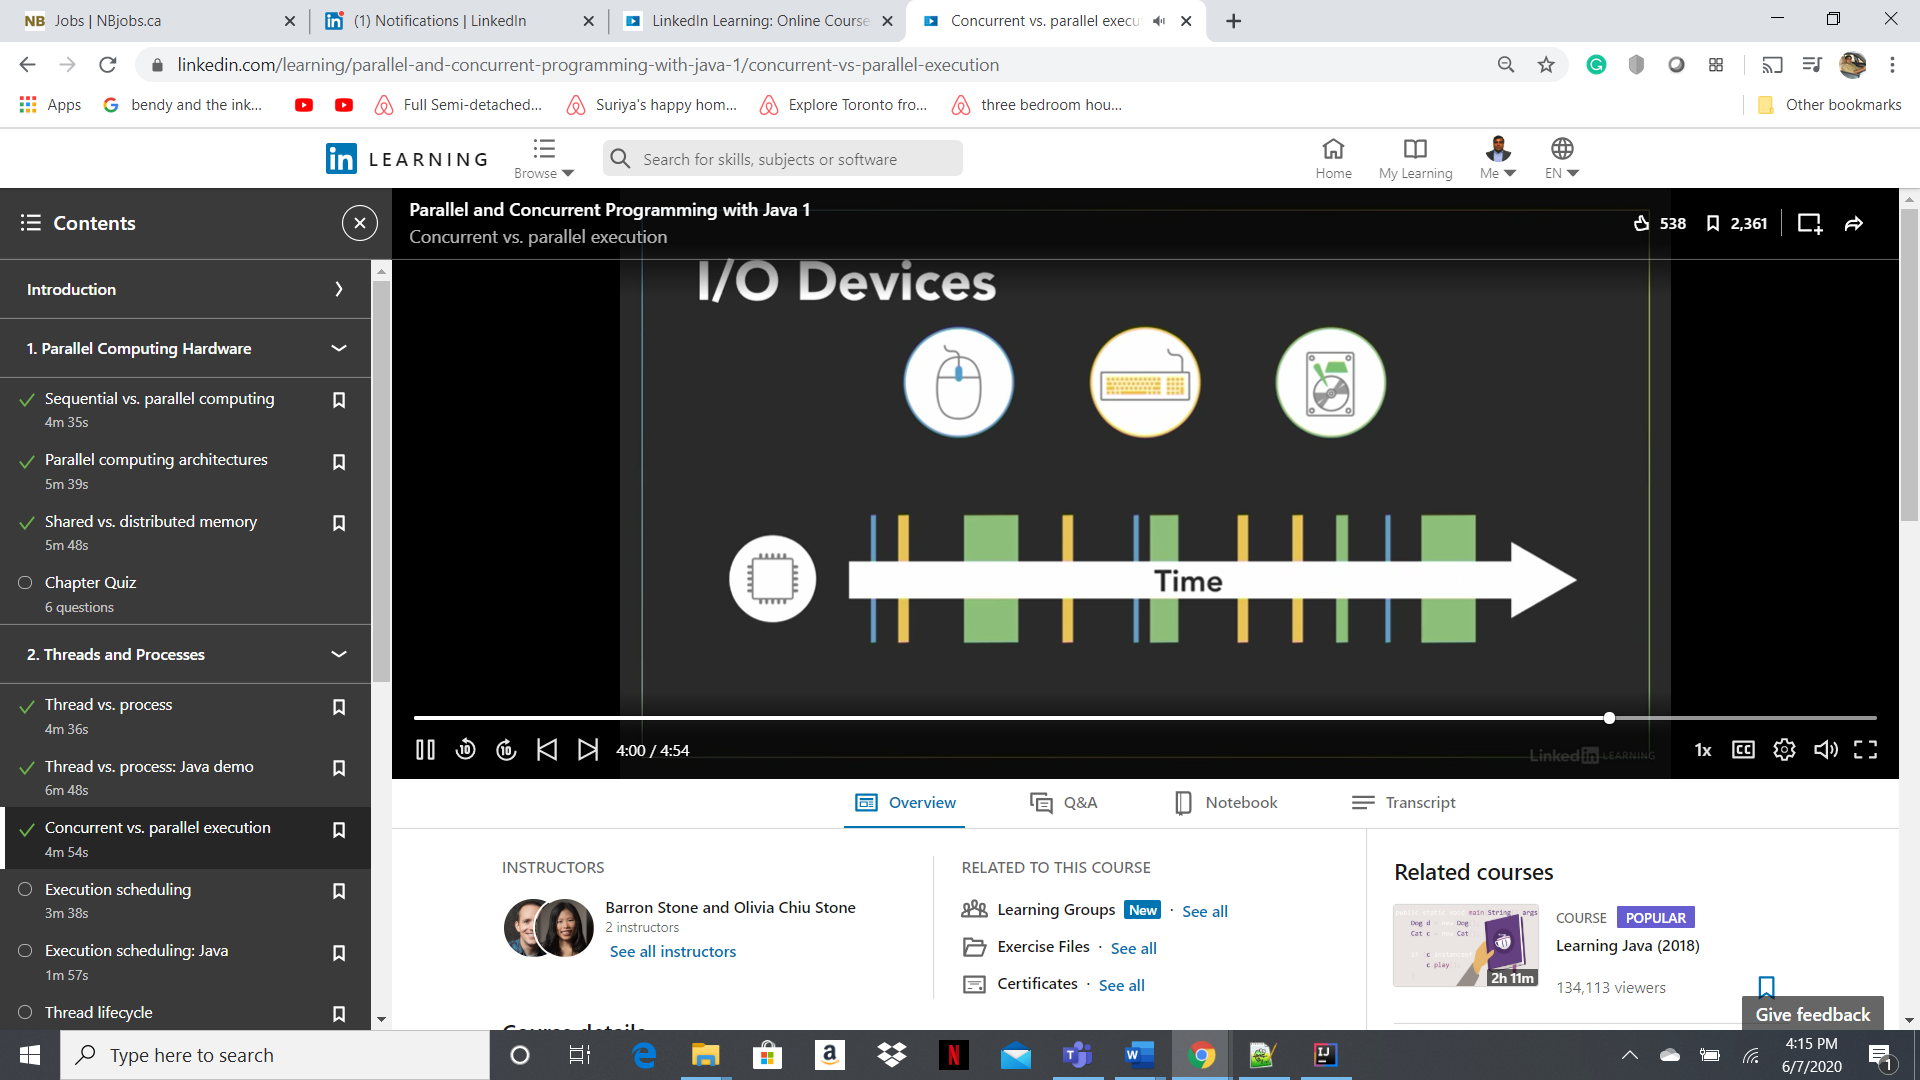 NB Jobs | NBjobs.ca
(1) Notifications | LinkedIn
LinkedIn Learning: Online Course
Concurrent vs. parallel execu
linkedin.com/learning/parallel-and-concurrent-programming-with-java-1/concurrent-vs-parallel-execution
Apps
bendy and the ink...
Full Semi-detached...
Suriya's happy hom...
Explore Toronto fro...
three bedroom hou...
Other bookmarks
in LEARNING
Browse
Search for skills, subjects or software
Home
My Learning
Me
EN
Contents
Introduction
1. Parallel Computing Hardware
Sequential vs. parallel computing
4m 35s
Parallel computing architectures
5m 39s
Shared vs. distributed memory
5m 48s
Chapter Quiz
6 questions
2. Threads and Processes
Thread vs. process
4m 36s
Thread vs. process: Java demo
6m 48s
Concurrent vs. parallel execution
4m 54s
Execution scheduling
3m 38s
Execution scheduling: Java
1m 57s
Thread lifecycle
Parallel and Concurrent Programming with Java 1
Concurrent vs. parallel execution
538
2,361
I/O Devices
Time
10
10
4:00 / 4:54
LinkedIn LEARNING
1x
CC
Overview
Q&A
Notebook
Transcript
INSTRUCTORS
Barron Stone and Olivia Chiu Stone
2 instructors
See all instructors
RELATED TO THIS COURSE
Learning Groups New · See all
Exercise Files · See all
Certificates · See all
Course details
Related courses
2h 11m
COURSE POPULAR
Learning Java (2018)
134,113 viewers
Give feedback
Type here to search
4:15 PM
6/7/2020
1